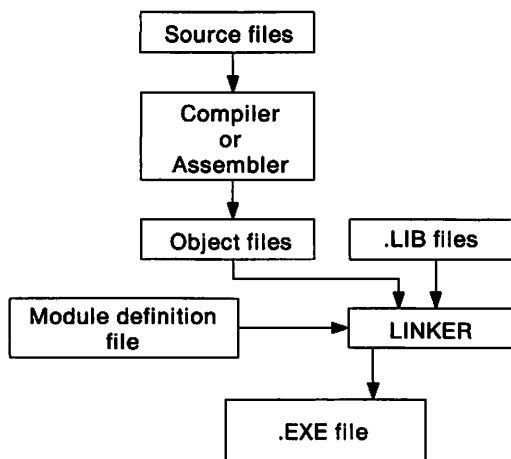 Source files
Compiler
or
Assembler
Object files
.LIB files
Module definition
file
LINKER
.EXE file